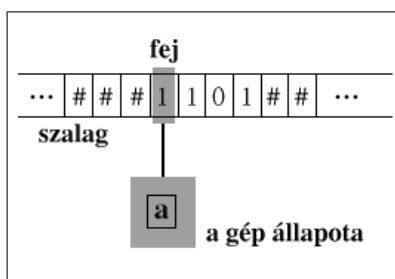 fej
... # # # 1 1 0 1 # # ...
szalag
a
a gép állapota